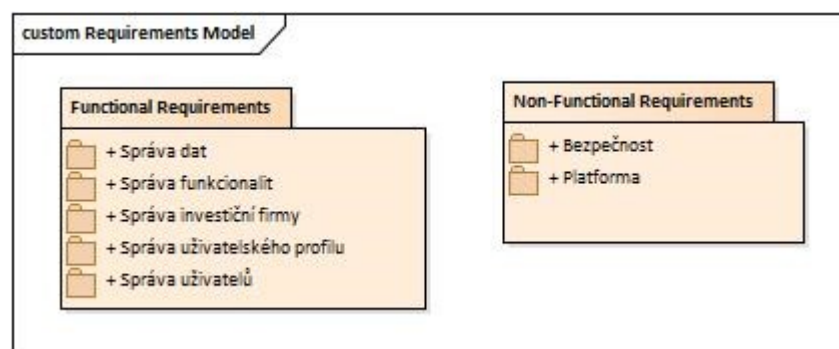 custom Requirements Model
Functional Requirements
+ Správa dat
+ Správa funkcionalit
+ Správa investiční firmy
+ Správa uživatelského profilu
+ Správa uživatelů
Non-Functional Requirements
+ Bezpečnost
+ Platforma